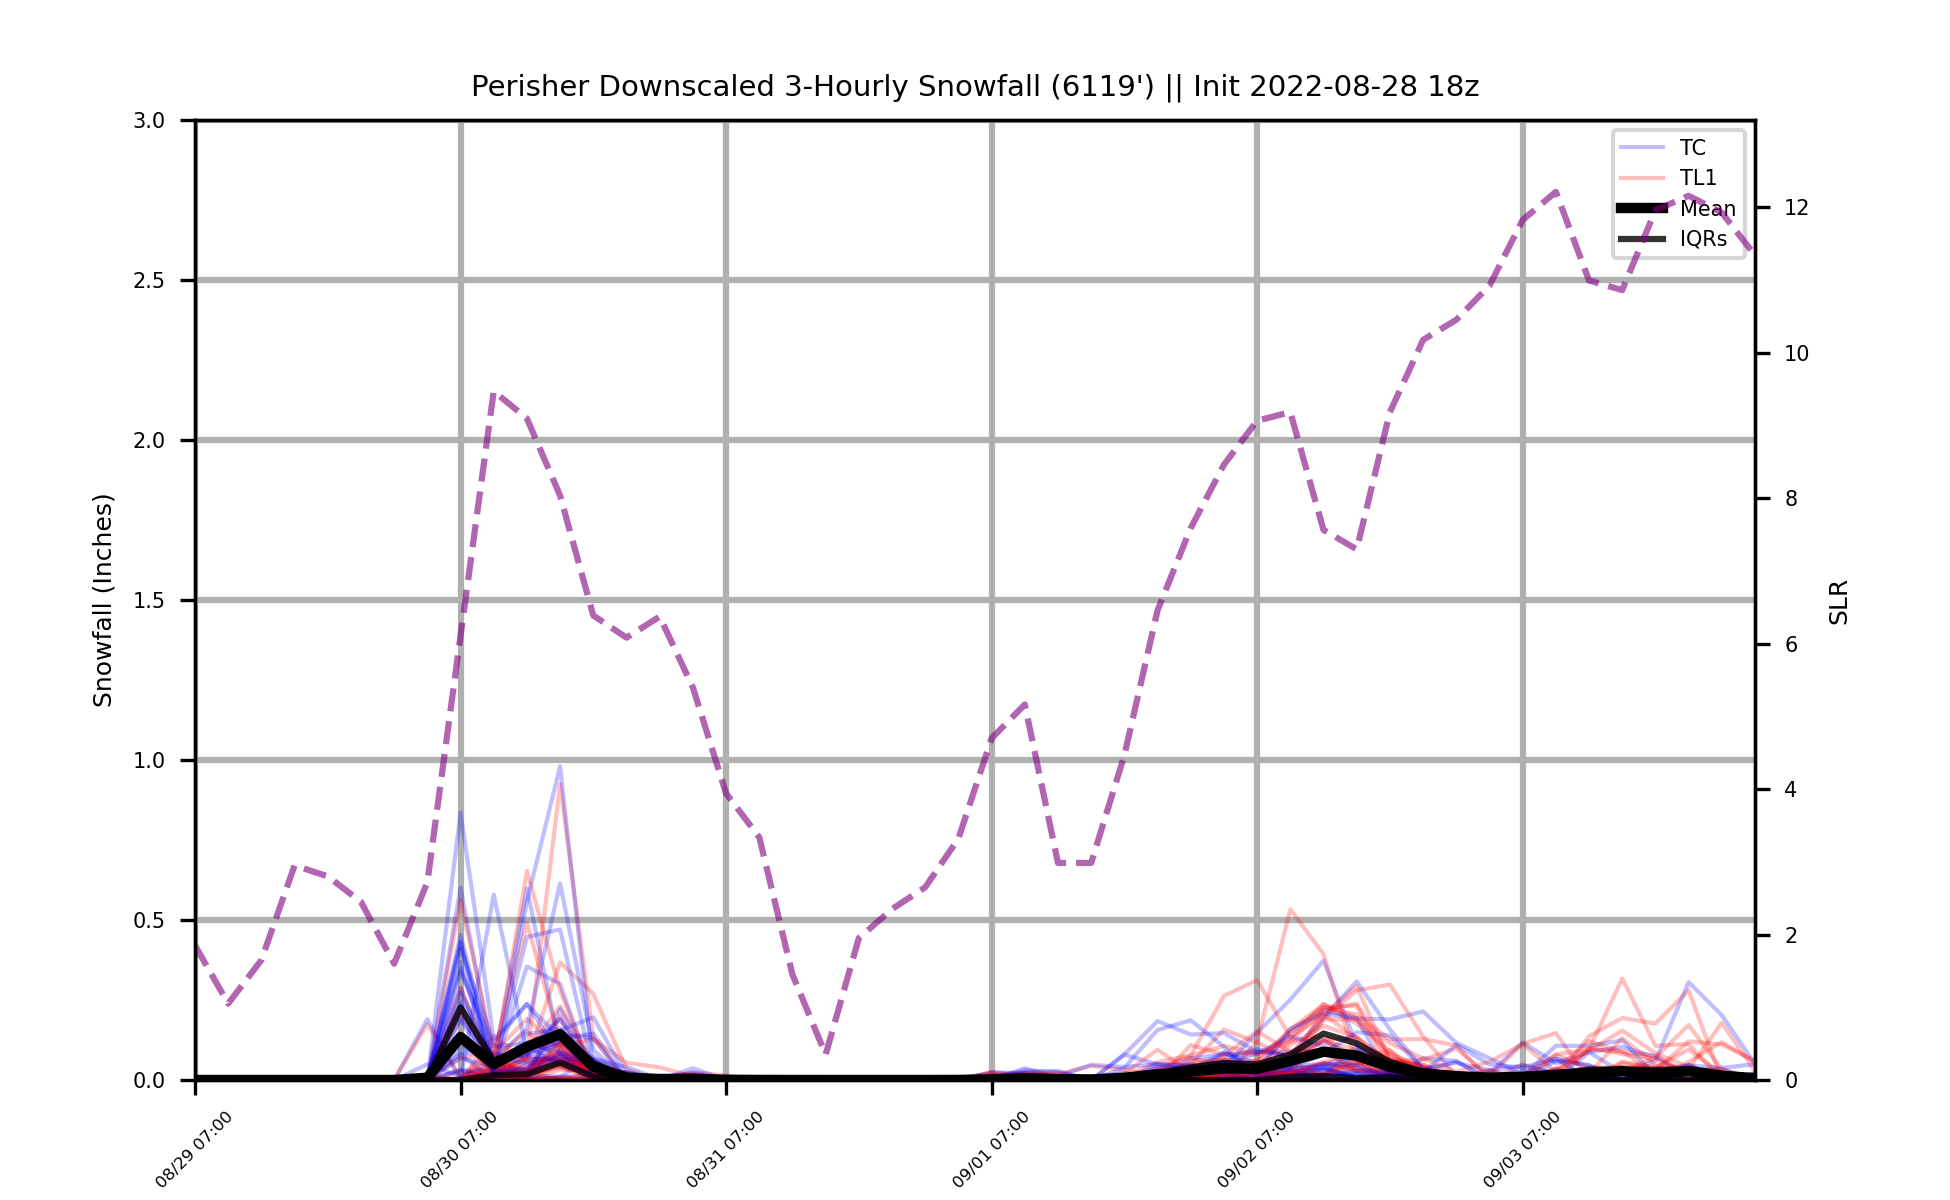 Perisher Downscaled 3-Hourly Snowfall (6119') || Init 2022-08-28 18z
3.0
2.5
2.0
1.5
1.0
0.5
0.0
Snowfall (Inches)
TC
TL1
Mean
IQRs
12
10
8
6
4
2
0
SLR
08/29 07:00
08/30 07:00
08/31 07:00
09/01 07:00
09/02 07:00
09/03 07:00